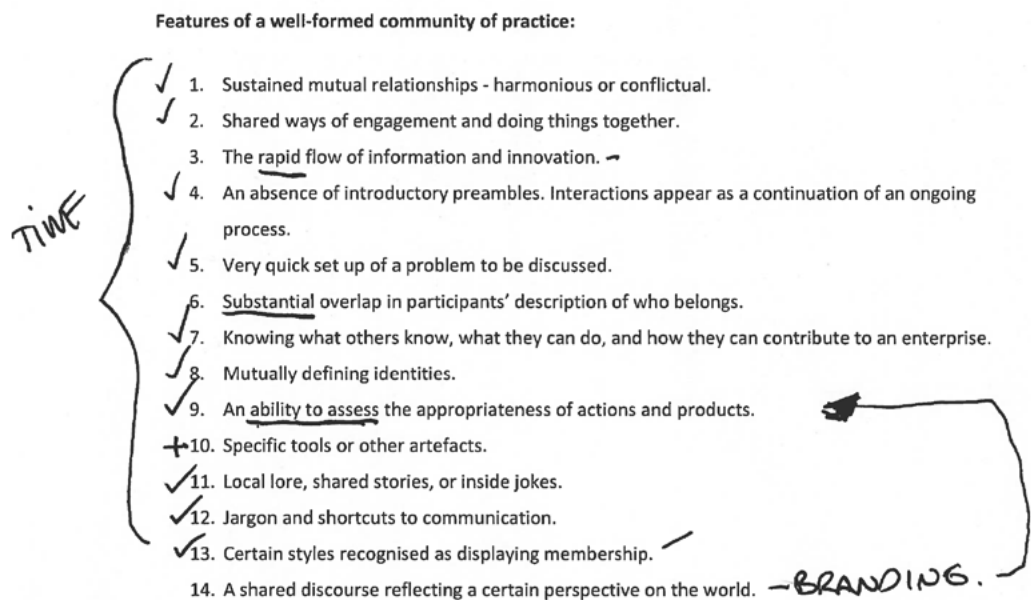 Features of a well-formed community of practice:
1. Sustained mutual relationships - harmonious or conflictual.
2. Shared ways of engagement and doing things together.
3. The rapid flow of information and innovation.
4. An absence of introductory preambles. Interactions appear as a continuation of an ongoing
process.
TIME
5. Very quick set up of a problem to be discussed.
6. Substantial overlap in participants' description of who belongs.
7. Knowing what others know, what they can do, and how they can contribute to an enterprise.
8. Mutually defining identities.
9. An ability to assess the appropriateness of actions and products.
10. Specific tools or other artefacts.
11. Local lore, shared stories, or inside jokes.
12. Jargon and shortcuts to communication.
13. Certain styles recognised as displaying membership.
14. A shared discourse reflecting a certain perspective on the world. - BRANDING.